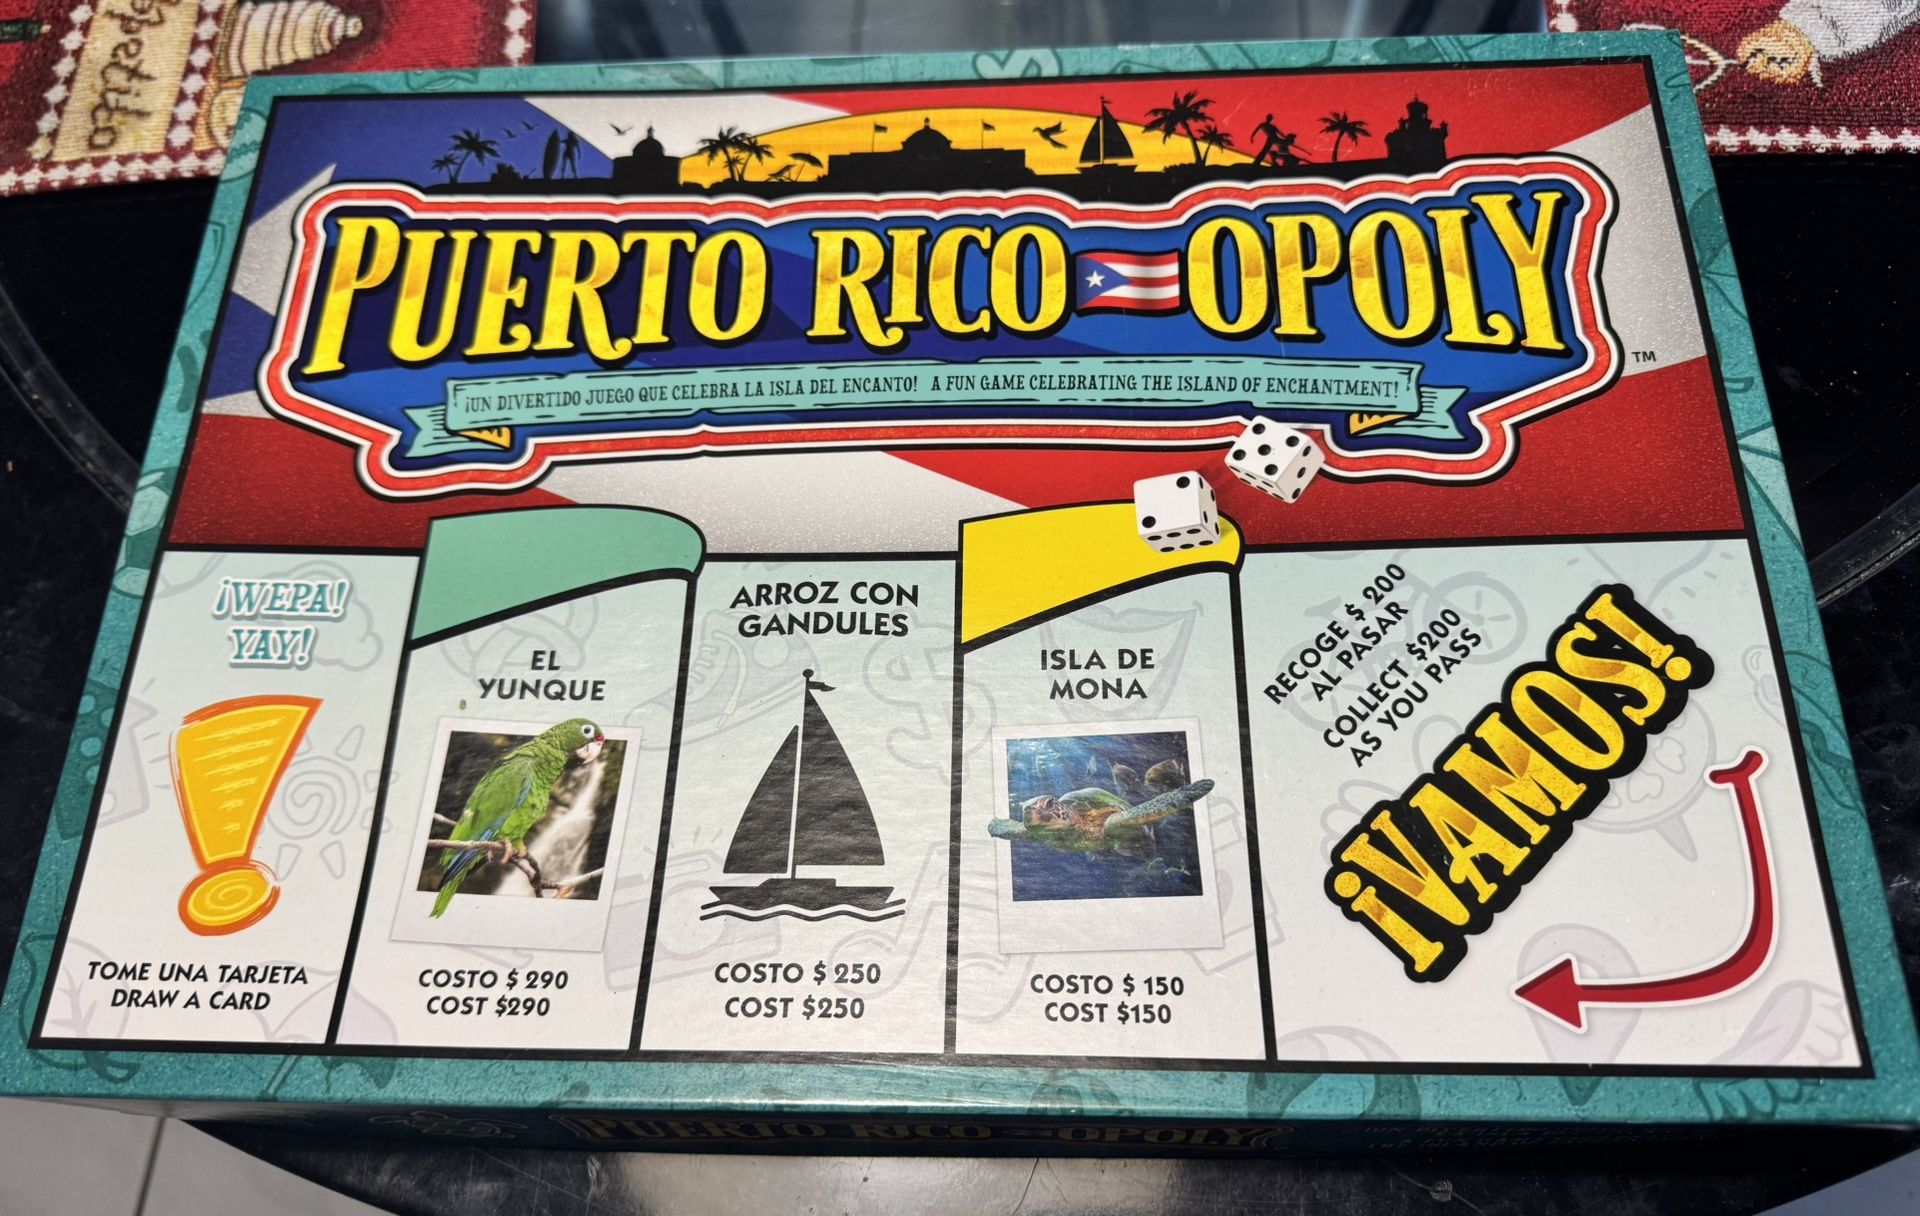 PUERTO RICO OPOLY
TM
¡UN DIVERTIDO JUEGO QUE CELEBRA LA ISLA DEL ENCANTO! A FUN GAME CELEBRATING THE ISLAND OF ENCHANTMENT!
¡WEPA!
YAY!
TOME UNA TARJETA
DRAW A CARD
EL
YUNQUE
COSTO $ 290
COST $290
ARROZ CON
GANDULES
COSTO $ 250
COST $250
ISLA DE
MONA
COSTO $ 150
COST $150
RECOGE $ 200
AL PASAR
COLLECT $200
AS YOU PASS
¡VAMOS!
PUERTO RICO OPOLY